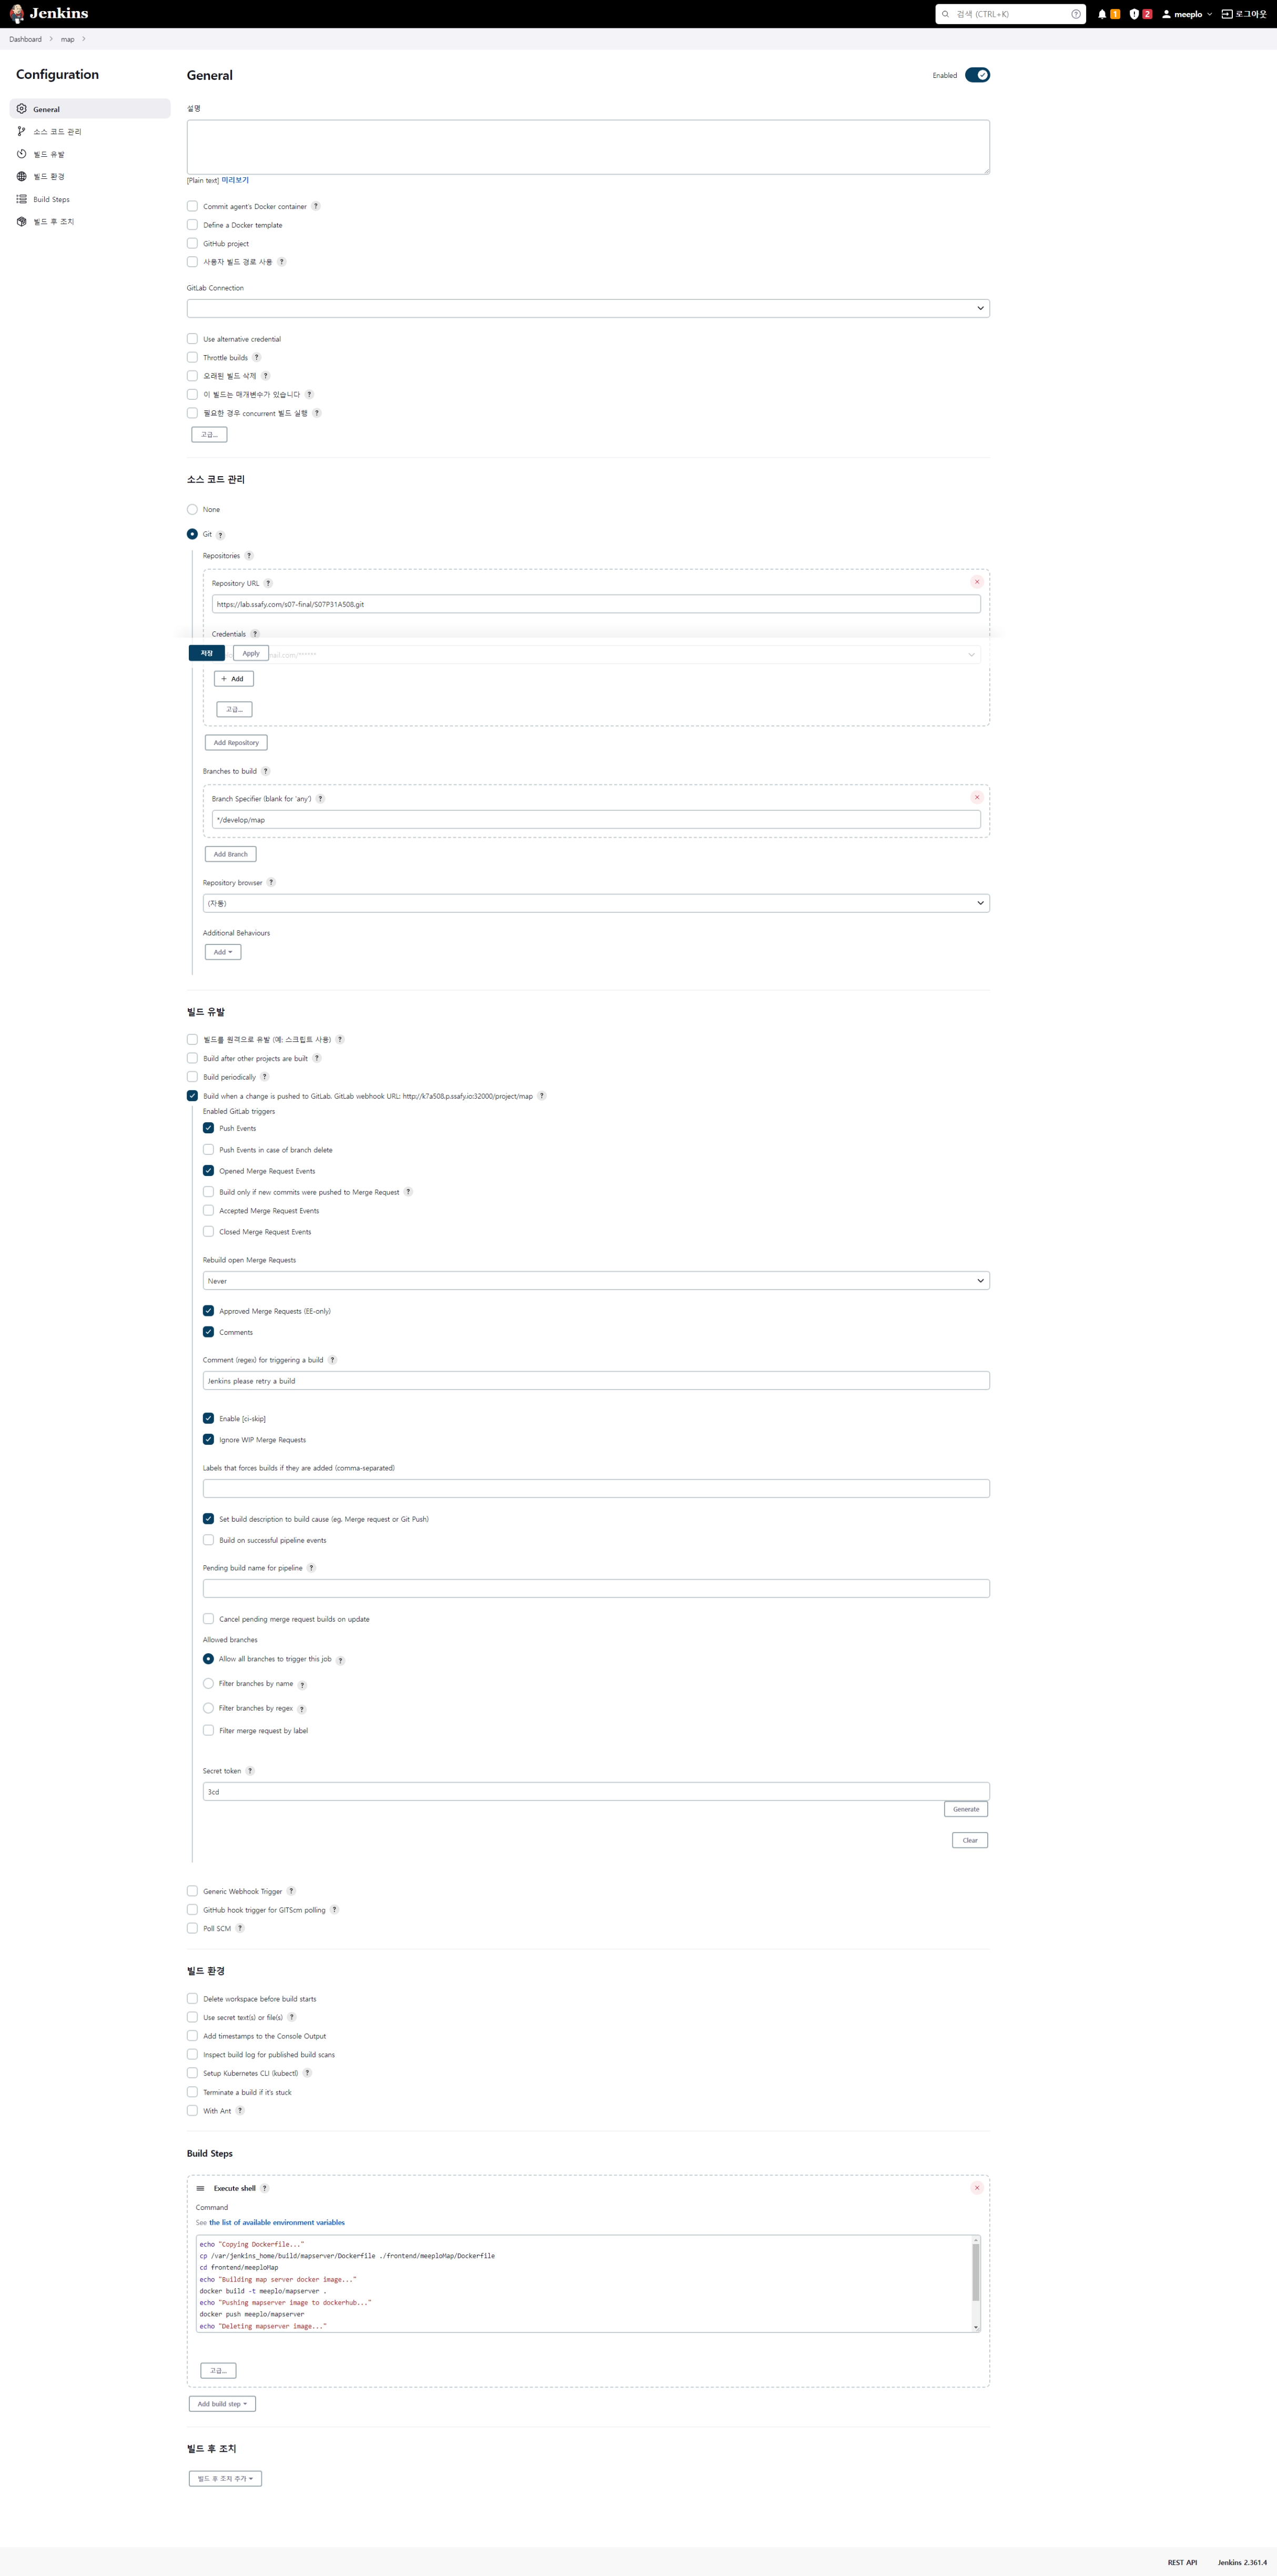 Jenkins
검색 (CTRL+K)
1
2
meeplo
로그아웃
Dashboard
map
Configuration
General
소스 코드 관리
빌드 유발
빌드 환경
Build Steps
빌드 후 조치
General
Enabled
설명
[Plain text] 미리보기
Commit agent's Docker container ?
Define a Docker template
GitHub project
사용자 빌드 경로 사용 ?
GitLab Connection
Use alternative credential
Throttle builds ?
오래된 빌드 삭제 ?
이 빌드는 매개변수가 있습니다 ?
필요한 경우 concurrent 빌드 실행 ?
고급...
소스 코드 관리
None
Git ?
Repositories ?
Repository URL ?
https://lab.ssafy.com/s07-final/S07P31A508.git
Credentials ?
저장
Apply
mail.com/******
+ Add
고급...
Add Repository
Branches to build ?
Branch Specifier (blank for 'any') ?
*/develop/map
Add Branch
Repository browser ?
(자동)
Additional Behaviours
Add
빌드 유발
빌드를 원격으로 유발 (예: 스크립트 사용) ?
Build after other projects are built ?
Build periodically ?
Build when a change is pushed to GitLab. GitLab webhook URL: http://k7a508.p.ssafy.io:32000/project/map ?
Enabled GitLab triggers
Push Events
Push Events in case of branch delete
Opened Merge Request Events
Build only if new commits were pushed to Merge Request ?
Accepted Merge Request Events
Closed Merge Request Events
Rebuild open Merge Requests
Never
Approved Merge Requests (EE-only)
Comments
Comment (regex) for triggering a build ?
Jenkins please retry a build
Enable [ci-skip]
Ignore WIP Merge Requests
Labels that forces builds if they are added (comma-separated)
Set build description to build cause (eg. Merge request or Git Push)
Build on successful pipeline events
Pending build name for pipeline ?
Cancel pending merge request builds on update
Allowed branches
Allow all branches to trigger this job ?
Filter branches by name ?
Filter branches by regex ?
Filter merge request by label
Secret token ?
3cd
Generate
Clear
Generic Webhook Trigger ?
GitHub hook trigger for GITScm polling ?
Poll SCM ?
빌드 환경
Delete workspace before build starts
Use secret text(s) or file(s) ?
Add timestamps to the Console Output
Inspect build log for published build scans
Setup Kubernetes CLI (kubectl) ?
Terminate a build if it's stuck
With Ant ?
Build Steps
Execute shell ?
Command
See the list of available environment variables
echo "Copying Dockerfile..."
cp /var/jenkins_home/build/mapserver/Dockerfile ./frontend/meeploMap/Dockerfile
cd frontend/meeploMap
echo "Building map server docker image..."
docker build -t meeplo/mapserver .
echo "Pushing mapserver image to dockerhub..."
docker push meeplo/mapserver
echo "Deleting mapserver image..."
고급...
Add build step
빌드 후 조치
빌드 후 조치 추가
REST API
Jenkins 2.361.4